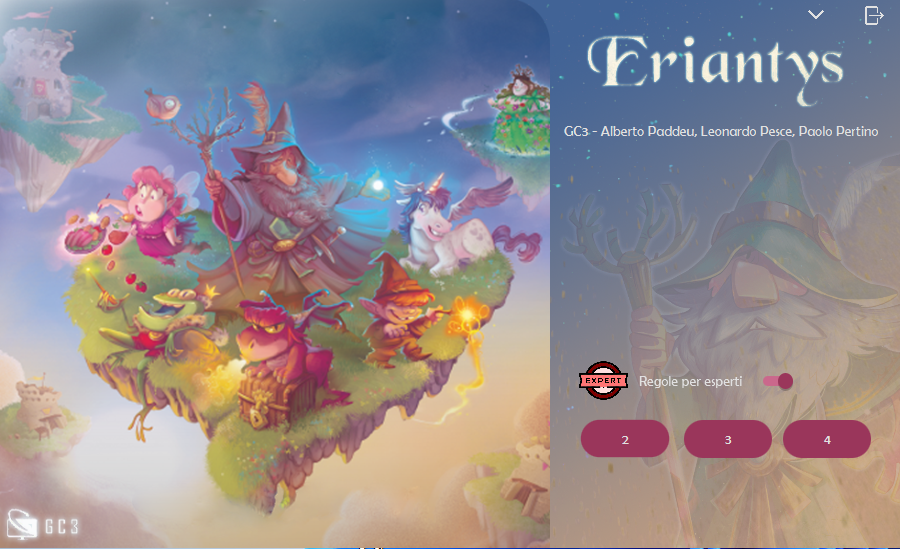 Eriantys
GC3 - Alberto Paddeu, Leonardo Pesce, Paolo Pertino
EXPERT Regole per esperti
2 3 4
GC3